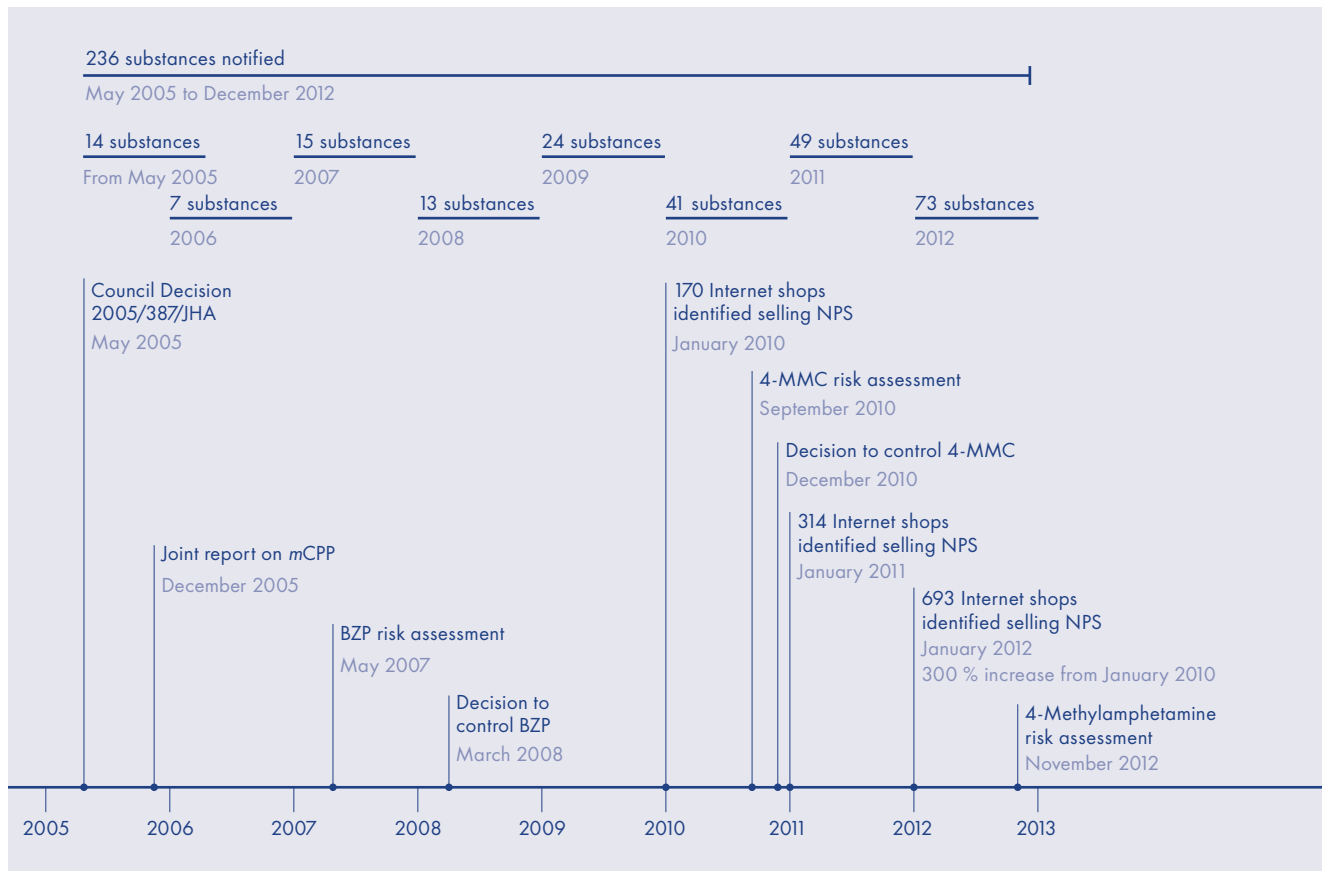 236 substances notified
May 2005 to December 2012
14 substances
From May 2005
15 substances
2007
24 substances
2009
49 substances
2011
7 substances
2006
13 substances
2008
41 substances
2010
73 substances
2012
Council Decision
2005/387/JHA
May 2005
170 Internet shops
identified selling NPS
January 2010
4-MMC risk assessment
September 2010
Decision to control 4-MMC
December 2010
314 Internet shops
identified selling NPS
January 2011
Joint report on mCPP
December 2005
693 Internet shops
identified selling NPS
January 2012
300 % increase from January 2010
BZP risk assessment
May 2007
Decision to
control BZP
March 2008
4-Methylamphetamine
risk assessment
November 2012
2005 2006 2007 2008 2009 2010 2011 2012 2013